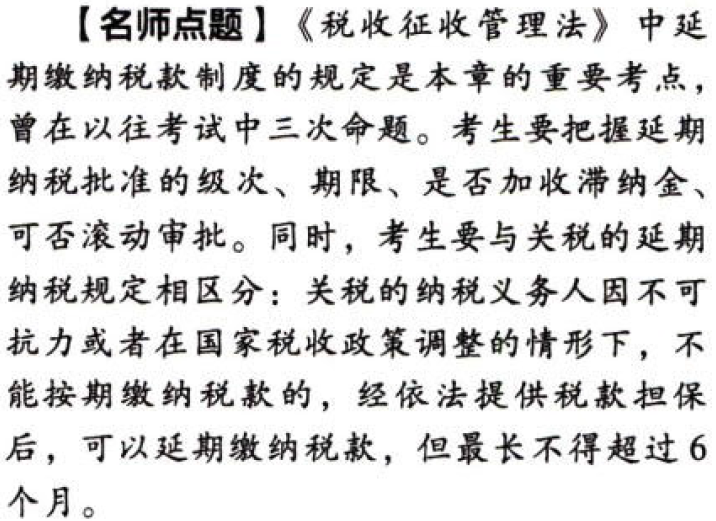 【名师点题】《税收征收管理法》中延
期缴纳税款制度的规定是本章的重要考点，
曾在以往考试中三次命题。考生要把握延期
纳税批准的级次、期限、是否加收滞纳金、
可否滚动审批。同时，考生要与关税的延期
纳税规定相区分：关税的纳税义务人因不可
抗力或者在国家税收政策调整的情形下，不
能按期缴纳税款的，经依法提供税款担保
后，可以延期缴纳税款，但最长不得超过6
个月。